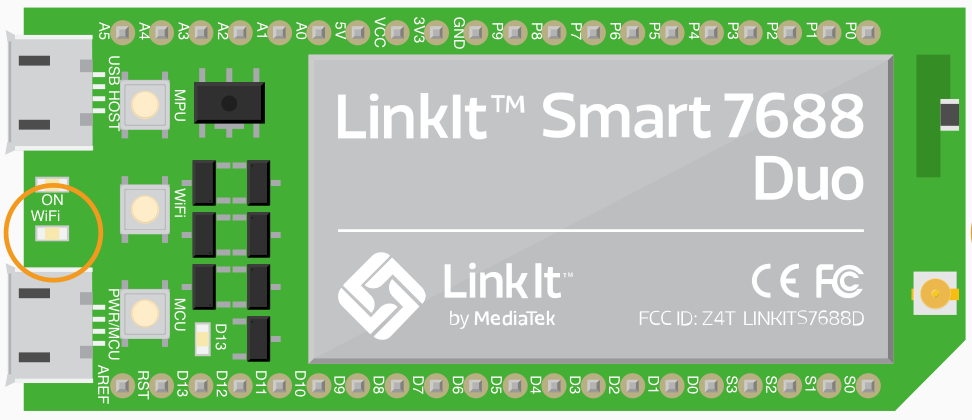 A5 A4 A3 A2 A1 A0 5V VCC 3V3 GND P9 P8 P7 P6 P5 P4 P3 P2 P1 P0
USB HOST
MPU
LinkIt™ Smart 7688
Duo
ON
WiFi
WiFi
LinkIt™
by MediaTek
CE FC
FCC ID: Z4T LINKITS7688D
PWR/MCU
MCU
D13
AREF RST D13 D12 D11 D10 D9 D8 D7 D6 D5 D4 D3 D2 D1 D0 S3 S2 S1 S0